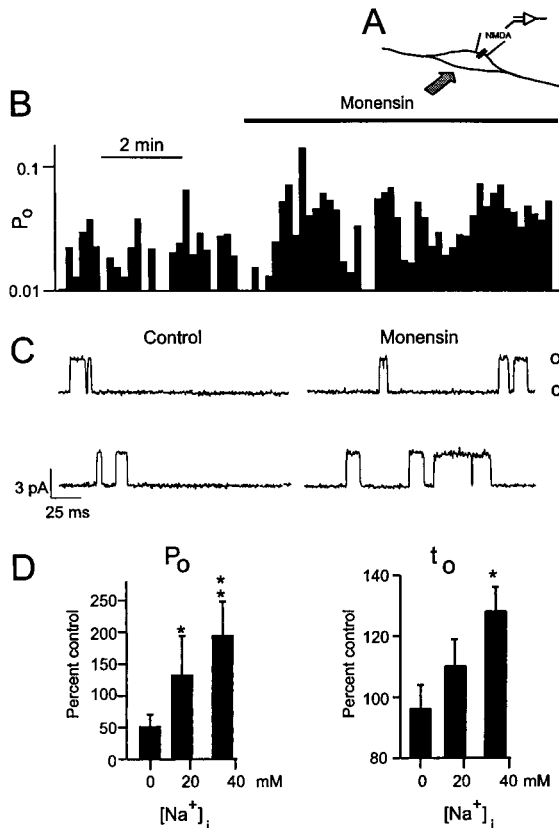 A
NMDA
Monensin
B
2 min
0.1
Po
0.01
C
Control
Monensin
o
c
3 pA
25 ms
D
Po
Percent control
250
200
150
100
50
0
*
*
*
0
20
40
mM
[Na+]i
to
Percent control
140
120
100
80
*
0
20
40
mM
[Na+]i